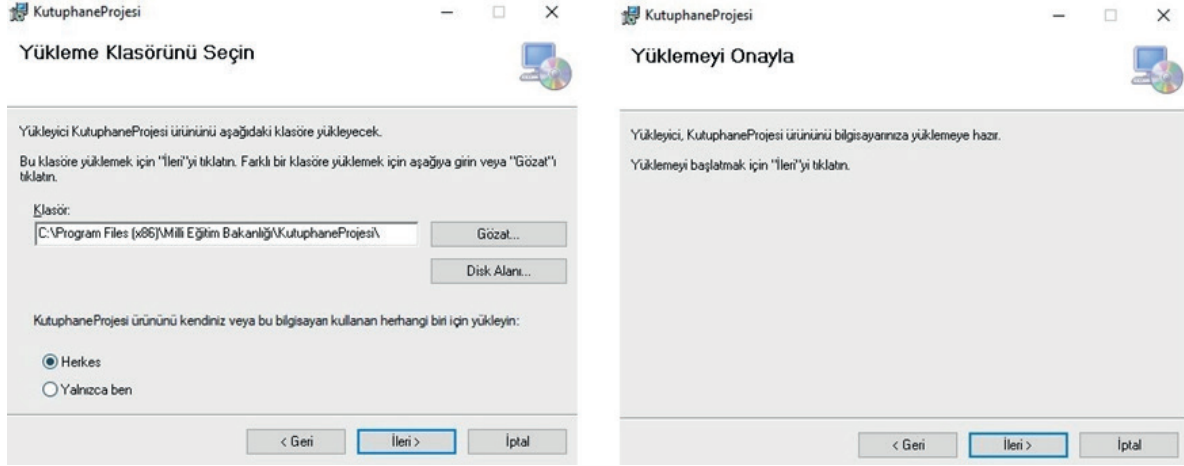 KutuphaneProjesi
Yükleme Klasörünü Seçin
Yükleyici KutuphaneProjesi ürününü aşağıdaki klasöre yükleyecek.
Bu klasöre yüklemek için "İleri"yi tıklatın. Farklı bir klasöre yüklemek için aşağıya girin veya "Gözat"ı
tıklatın.
Klasör:
C:\Program Files (x86)\Milli Eğitim Bakanlığı\KutuphaneProjesi\
Gözat...
Disk Alanı...
KutuphaneProjesi ürününü kendiniz veya bu bilgisayarı kullanan herhangi biri için yükleyin:
Herkes
Yalnızca ben
< Geri
İleri >
İptal
KutuphaneProjesi
Yüklemeyi Onayla
Yükleyici, KutuphaneProjesi ürününü bilgisayarınıza yüklemeye hazır.
Yüklemeyi başlatmak için "İleri"yi tıklatın.
< Geri
İleri >
İptal